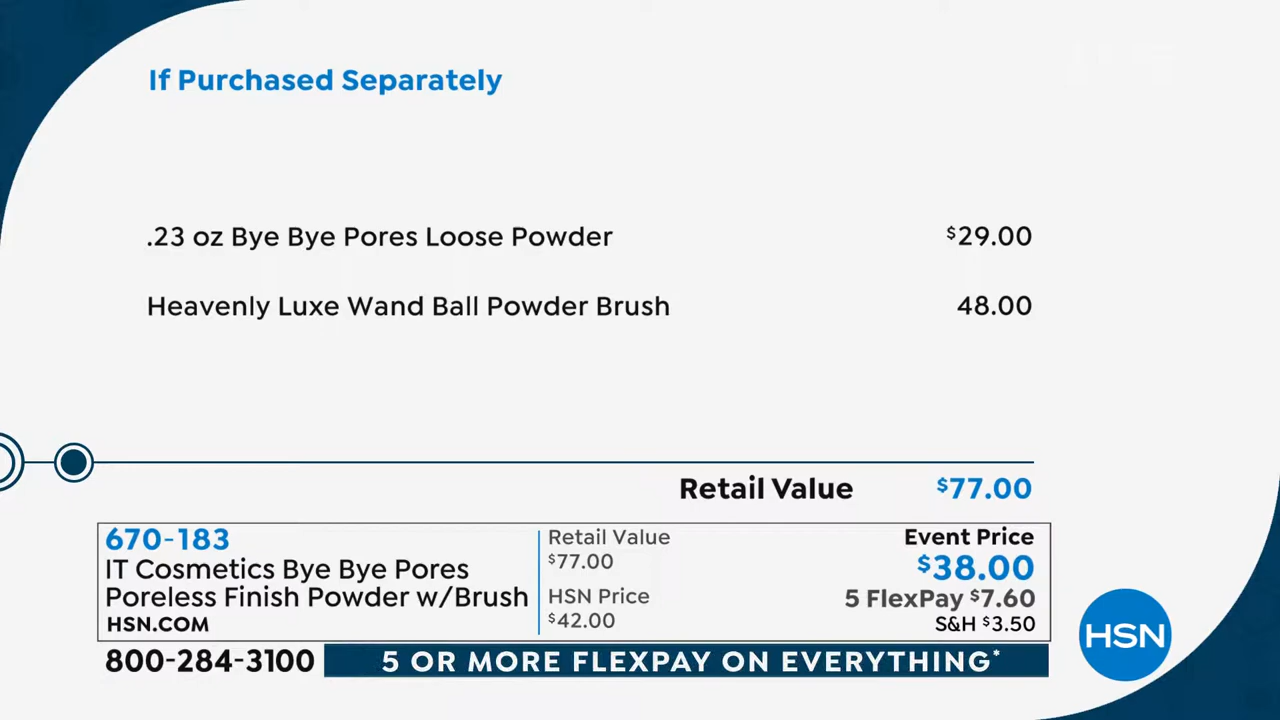 If Purchased Separately
.23 oz Bye Bye Pores Loose Powder $29.00
Heavenly Luxe Wand Ball Powder Brush 48.00
Retail Value $77.00
670-183
IT Cosmetics Bye Bye Pores
Poreless Finish Powder w/Brush
HSN.COM
Retail Value
$77.00
HSN Price
$42.00
Event Price
$38.00
5 FlexPay $7.60
S&H $3.50
HSN
800-284-3100
5 OR MORE FLEXPAY ON EVERYTHING*